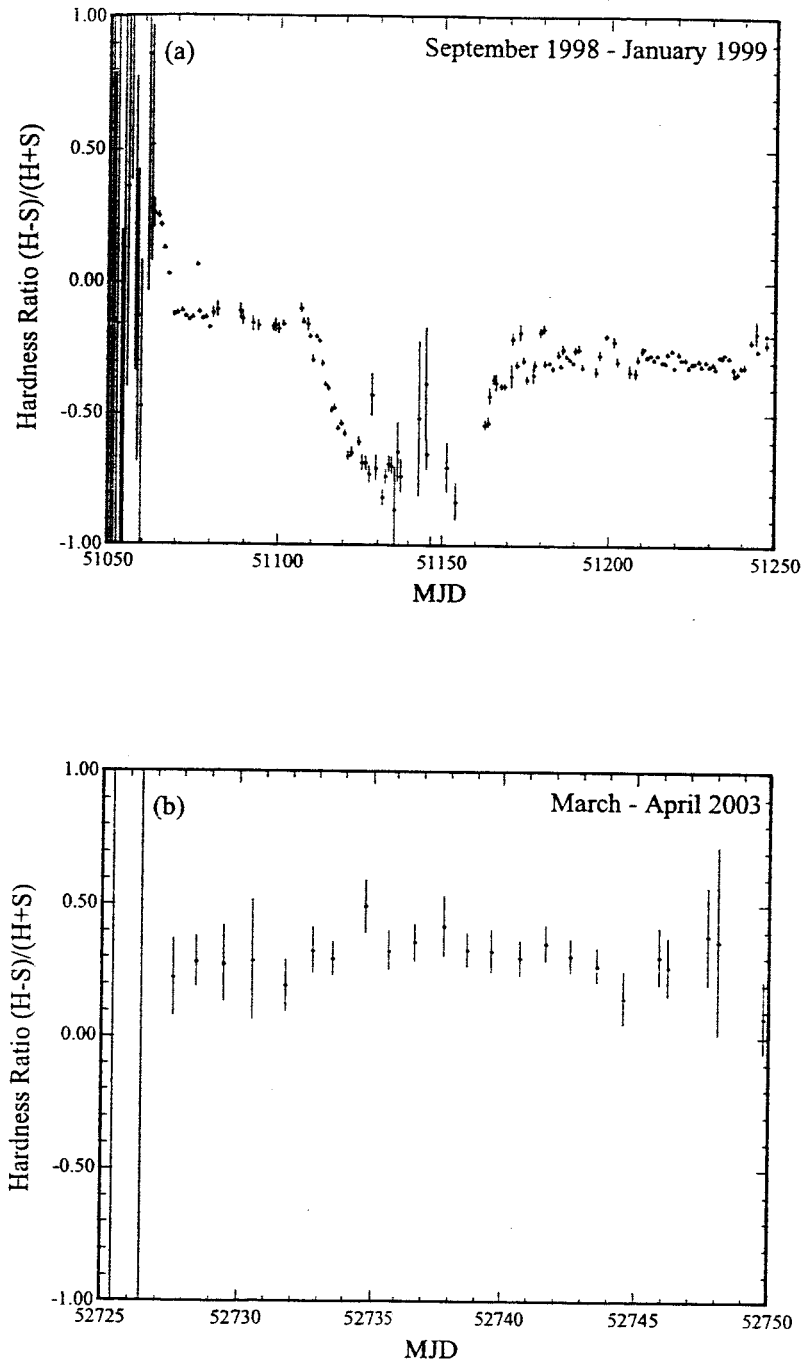 (a)
September 1998 - January 1999
1.00
0.50
0.00
-0.50
-1.00
Hardness Ratio (H-S)/(H+S)
51050
51100
51150
51200
51250
MJD
(b)
March - April 2003
1.00
0.50
0.00
-0.50
-1.00
Hardness Ratio (H-S)/(H+S)
52725
52730
52735
52740
52745
52750
MJD